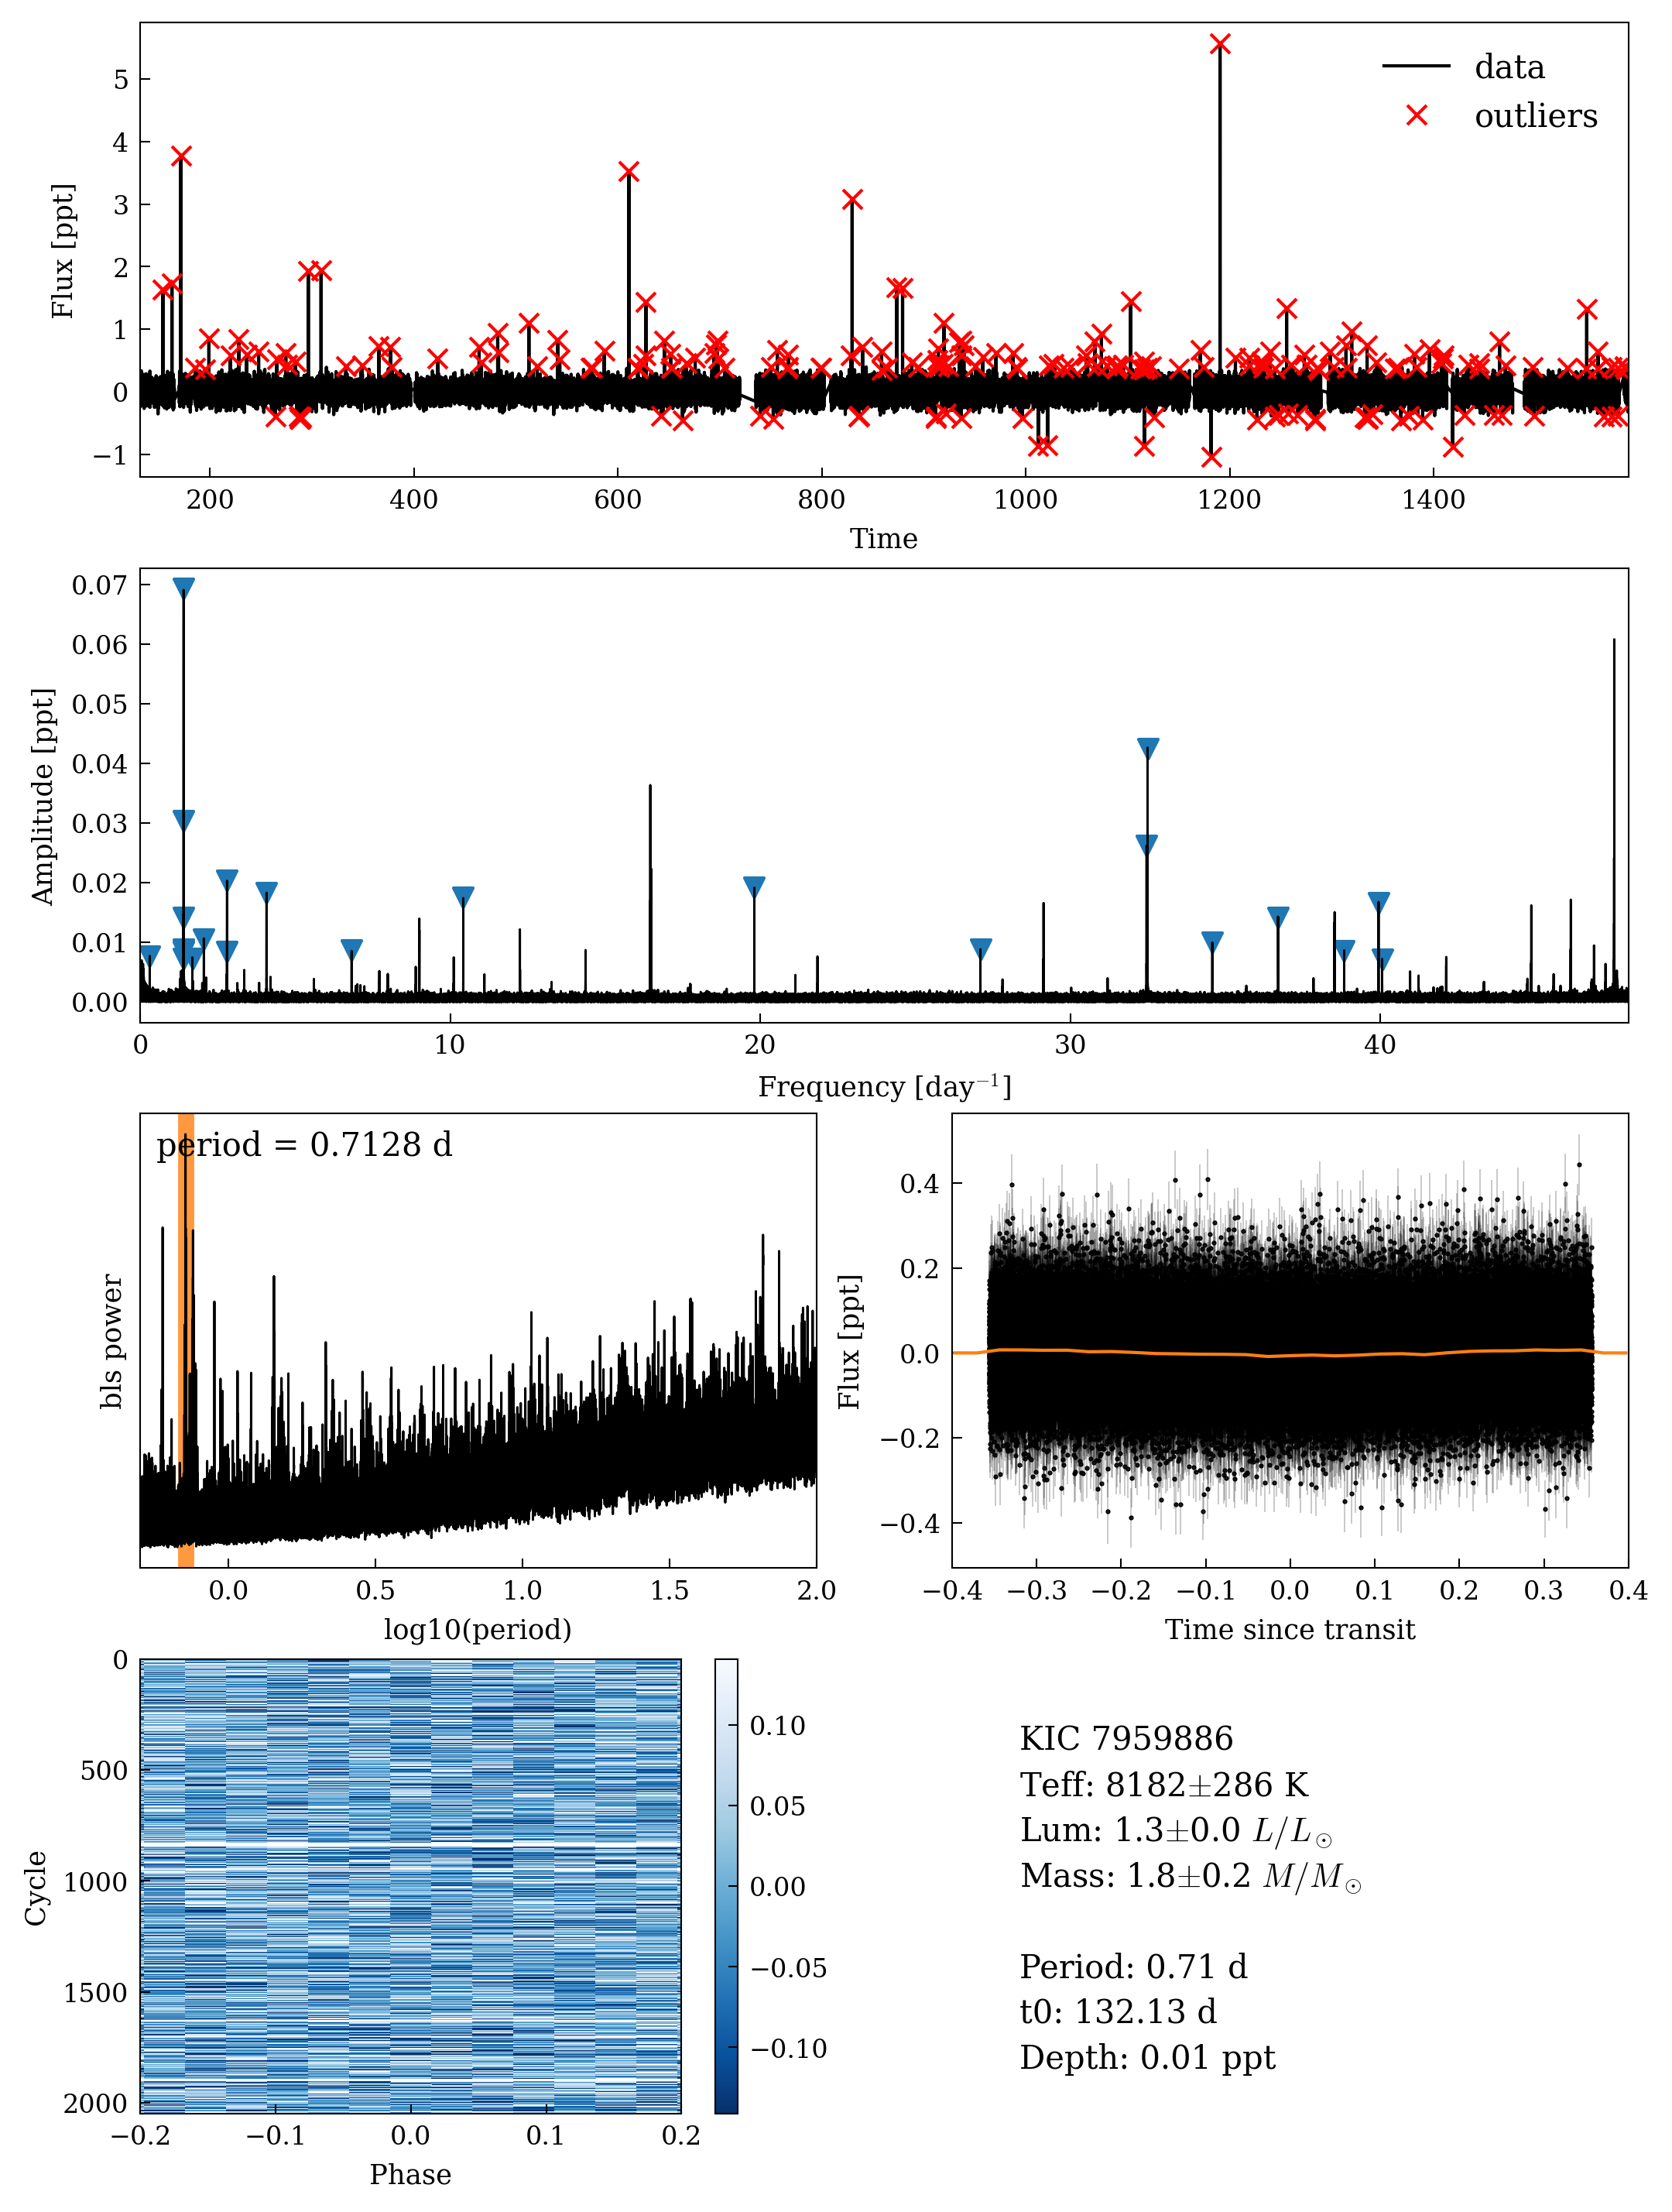 5
4
3
2
1
0
−1
Flux [ppt]
data
outliers
200 400 600 800 1000 1200 1400
Time
0.07
0.06
0.05
0.04
0.03
0.02
0.01
0.00
Amplitude [ppt]
0 10 20 30 40
Frequency [day−1]
period = 0.7128 d
bls power
0.0 0.5 1.0 1.5 2.0
log10(period)
0.4
0.2
0.0
−0.2
−0.4
Flux [ppt]
−0.4 −0.3 −0.2 −0.1 0.0 0.1 0.2 0.3 0.4
Time since transit
0
500
1000
1500
2000
Cycle
−0.2 −0.1 0.0 0.1 0.2
Phase
0.10
0.05
0.00
−0.05
−0.10
KIC 7959886
Teff: 8182±286 K
Lum: 1.3±0.0 L/L⊙
Mass: 1.8±0.2 M/M⊙
Period: 0.71 d
t0: 132.13 d
Depth: 0.01 ppt